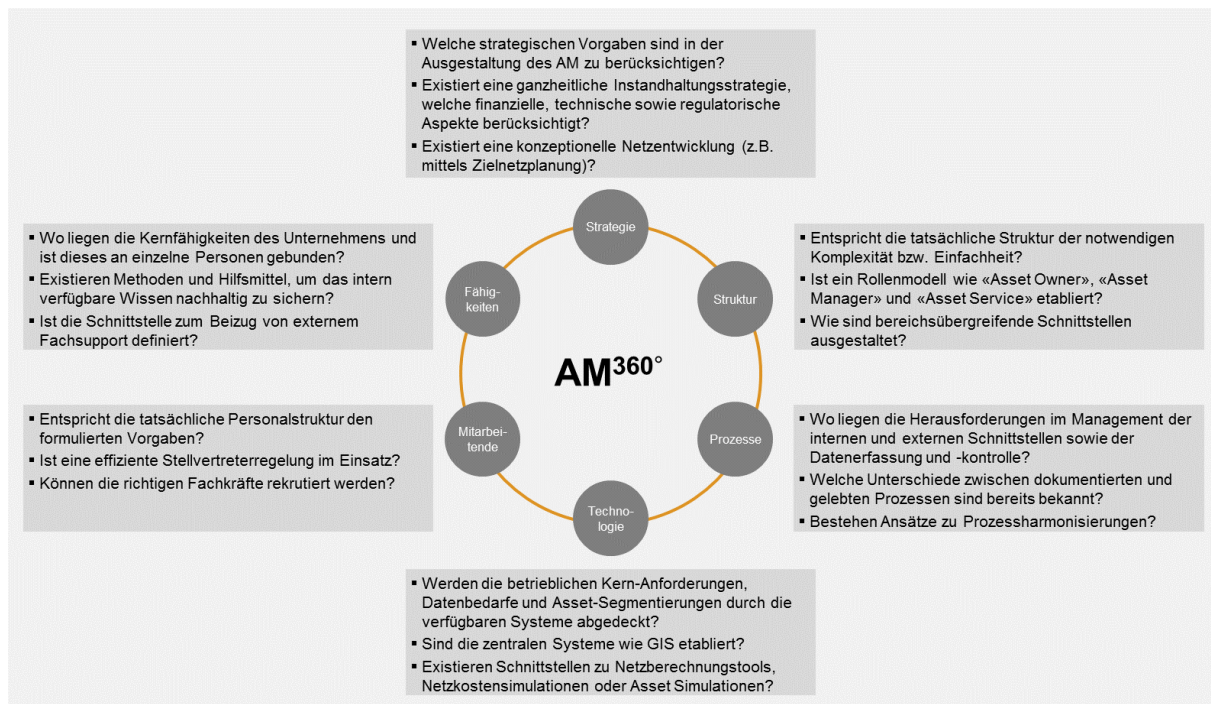 ▪ Welche strategischen Vorgaben sind in der
Ausgestaltung des AM zu berücksichtigen?
▪ Existiert eine ganzheitliche Instandhaltungsstrategie,
welche finanzielle, technische sowie regulatorische
Aspekte berücksichtigt?
▪ Existiert eine konzeptionelle Netzentwicklung (z.B.
mittels Zielnetzplanung)?
Strategie
▪ Wo liegen die Kernfähigkeiten des Unternehmens und
ist dieses an einzelne Personen gebunden?
▪ Existieren Methoden und Hilfsmittel, um das intern
verfügbare Wissen nachhaltig zu sichern?
▪ Ist die Schnittstelle zum Beizug von externem
Fachsupport definiert?
Fähig-
keiten
Struktur
▪ Entspricht die tatsächliche Struktur der notwendigen
Komplexität bzw. Einfachheit?
▪ Ist ein Rollenmodell wie «Asset Owner», «Asset
Manager» und «Asset Service» etabliert?
▪ Wie sind bereichsübergreifende Schnittstellen
ausgestaltet?
AM360°
▪ Entspricht die tatsächliche Personalstruktur den
formulierten Vorgaben?
▪ Ist eine effiziente Stellvertreterregelung im Einsatz?
▪ Können die richtigen Fachkräfte rekrutiert werden?
Mitarbei-
tende
Prozesse
▪ Wo liegen die Herausforderungen im Management der
internen und externen Schnittstellen sowie der
Datenerfassung und -kontrolle?
▪ Welche Unterschiede zwischen dokumentierten und
gelebten Prozessen sind bereits bekannt?
▪ Bestehen Ansätze zu Prozessharmonisierungen?
Techno-
logie
▪ Werden die betrieblichen Kern-Anforderungen,
Datenbedarfe und Asset-Segmentierungen durch die
verfügbaren Systeme abgedeckt?
▪ Sind die zentralen Systeme wie GIS etabliert?
▪ Existieren Schnittstellen zu Netzberechnungstools,
Netzkostensimulationen oder Asset Simulationen?